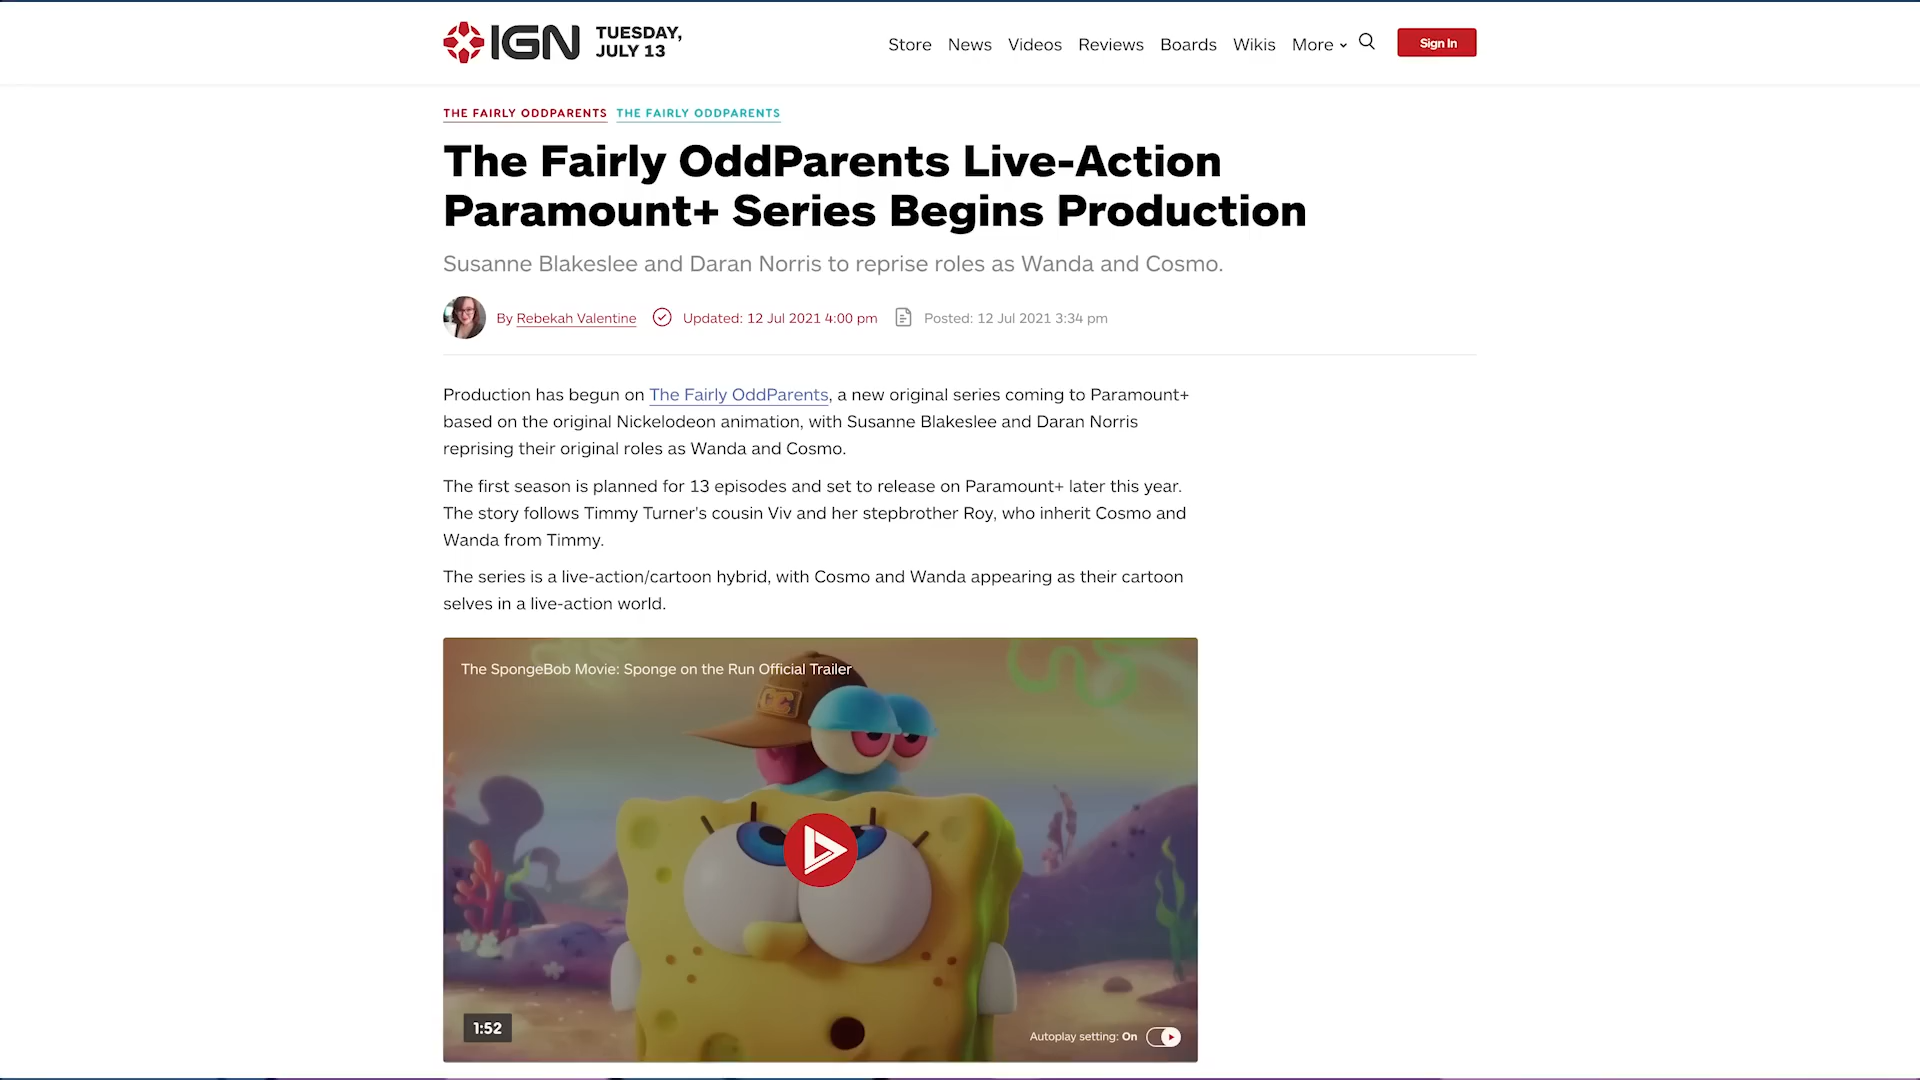 IGN
TUESDAY,
JULY 13
Store News Videos Reviews Boards Wikis More Sign In
THE FAIRLY ODDPARENTS THE FAIRLY ODDPARENTS
The Fairly OddParents Live-Action
Paramount+ Series Begins Production
Susanne Blakeslee and Daran Norris to reprise roles as Wanda and Cosmo.
By Rebekah Valentine Updated: 12 Jul 2021 4:00 pm Posted: 12 Jul 2021 3:34 pm
Production has begun on The Fairly OddParents, a new original series coming to Paramount+
based on the original Nickelodeon animation, with Susanne Blakeslee and Daran Norris
reprising their original roles as Wanda and Cosmo.
The first season is planned for 13 episodes and set to release on Paramount+ later this year.
The story follows Timmy Turner's cousin Viv and her stepbrother Roy, who inherit Cosmo and
Wanda from Timmy.
The series is a live-action/cartoon hybrid, with Cosmo and Wanda appearing as their cartoon
selves in a live-action world.
The SpongeBob Movie: Sponge on the Run Official Trailer
1:52
Autoplay setting: On